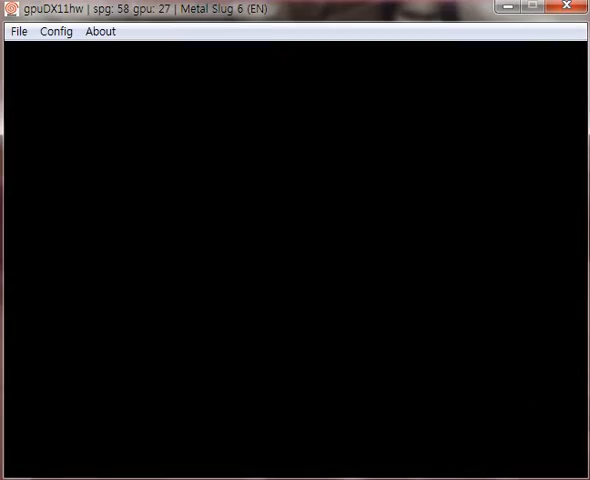 gpuDX11hw | spg: 58 gpu: 27 | Metal Slug 6 (EN)
File Config About